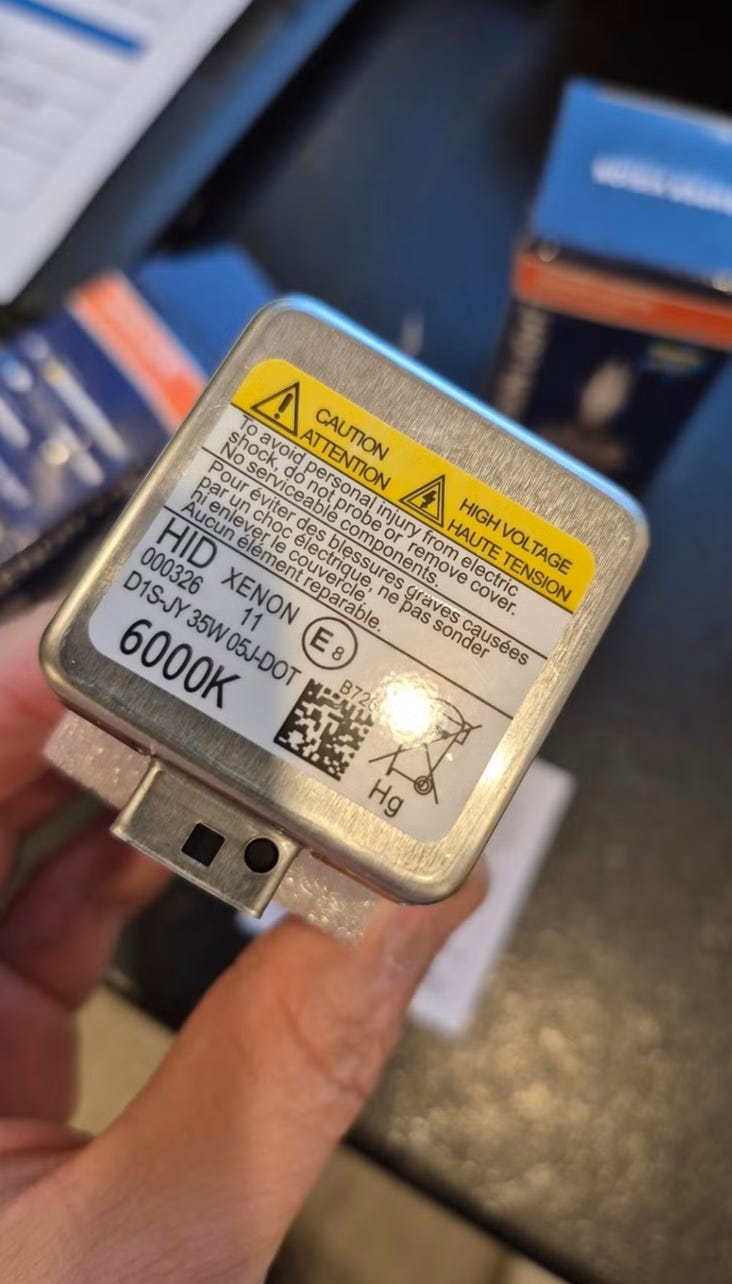 CAUTION
ATTENTION
HIGH VOLTAGE
HAUTE TENSION
To avoid personal injury from electric
shock, do not probe or remove cover.
No serviceable components.
Pour éviter des blessures graves causées
par un choc électrique, ne pas sonder
ni enlever le couvercle,
Aucun élément reparable.
HID XENON
000326 11
D1S-JY 35W 05J-DOT
6000K
E8
Hg